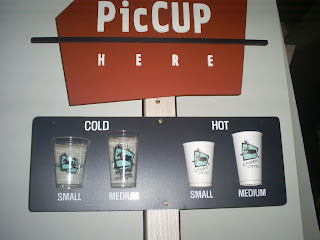 PicCUP
HERE
COLD HOT
SMALL MEDIUM SMALL MEDIUM